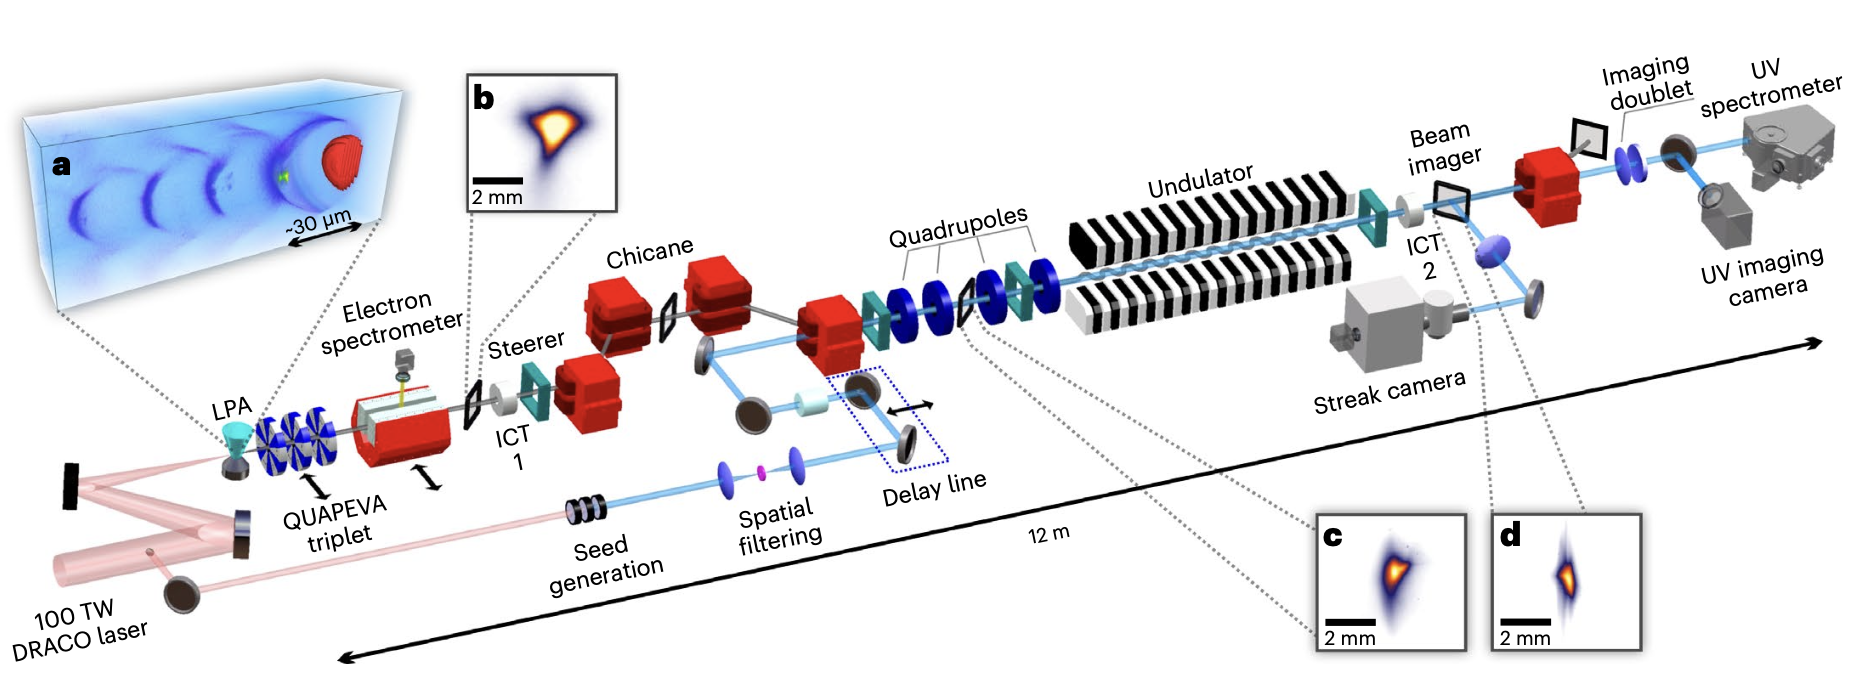 a
~30 µm
b
2 mm
Electron
spectrometer
LPA
QUAPEVA
triplet
100 TW
DRACO laser
ICT
1
Steerer
Chicane
Seed
generation
Spatial
filtering
Delay line
Quadrupoles
Undulator
12 m
Beam
imager
ICT
2
Streak camera
Imaging
doublet
UV
spectrometer
UV imaging
camera
c
2 mm
d
2 mm